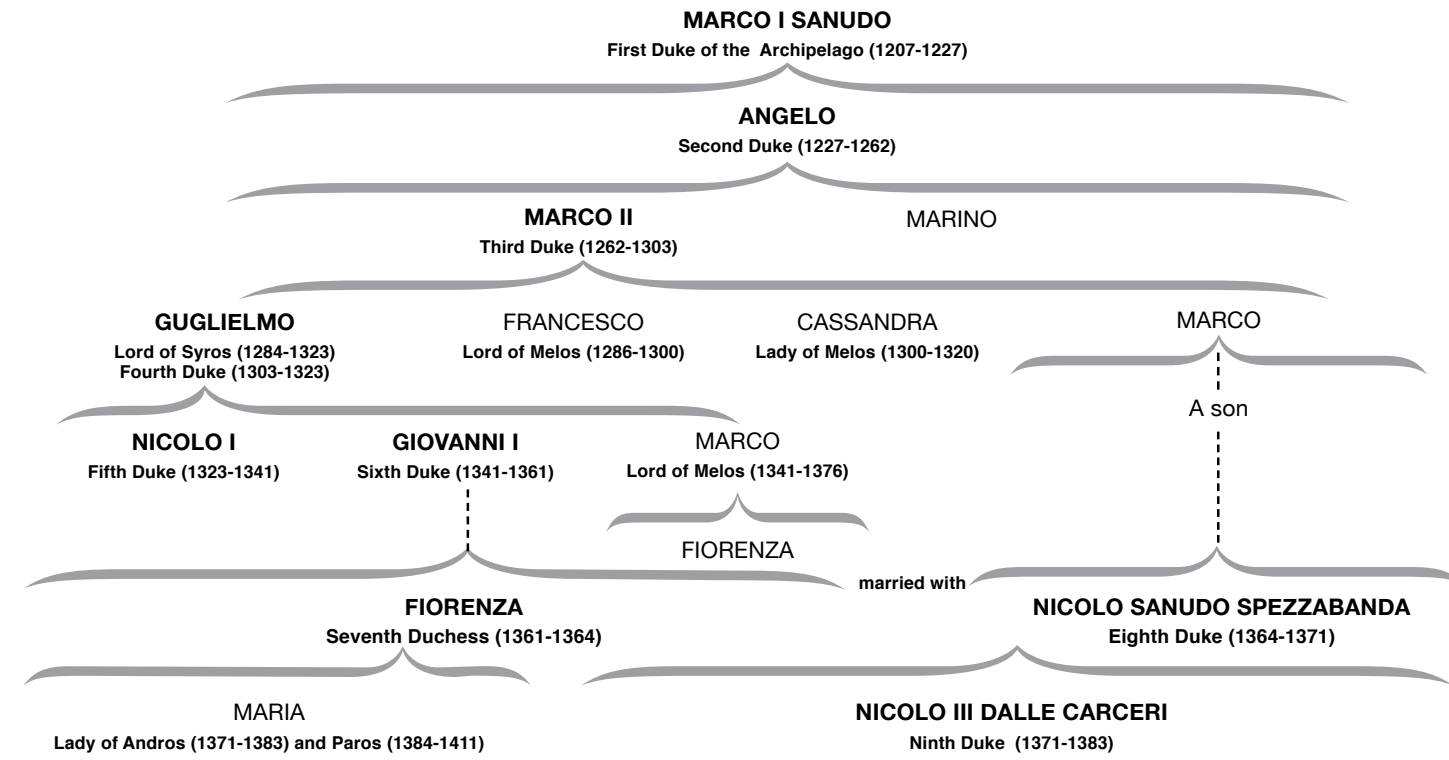 MARCO I SANUDO
First Duke of the Archipelago (1207-1227)
ANGELO
Second Duke (1227-1262)
MARCO II
Third Duke (1262-1303)
MARINO
GUGLIELMO
Lord of Syros (1284-1323)
Fourth Duke (1303-1323)
FRANCESCO
Lord of Melos (1286-1300)
CASSANDRA
Lady of Melos (1300-1320)
MARCO
A son
NICOLO I
Fifth Duke (1323-1341)
GIOVANNI I
Sixth Duke (1341-1361)
MARCO
Lord of Melos (1341-1376)
FIORENZA
married with
FIORENZA
Seventh Duchess (1361-1364)
NICOLO SANUDO SPEZZABANDA
Eighth Duke (1364-1371)
MARIA
Lady of Andros (1371-1383) and Paros (1384-1411)
NICOLO III DALLE CARCERI
Ninth Duke (1371-1383)